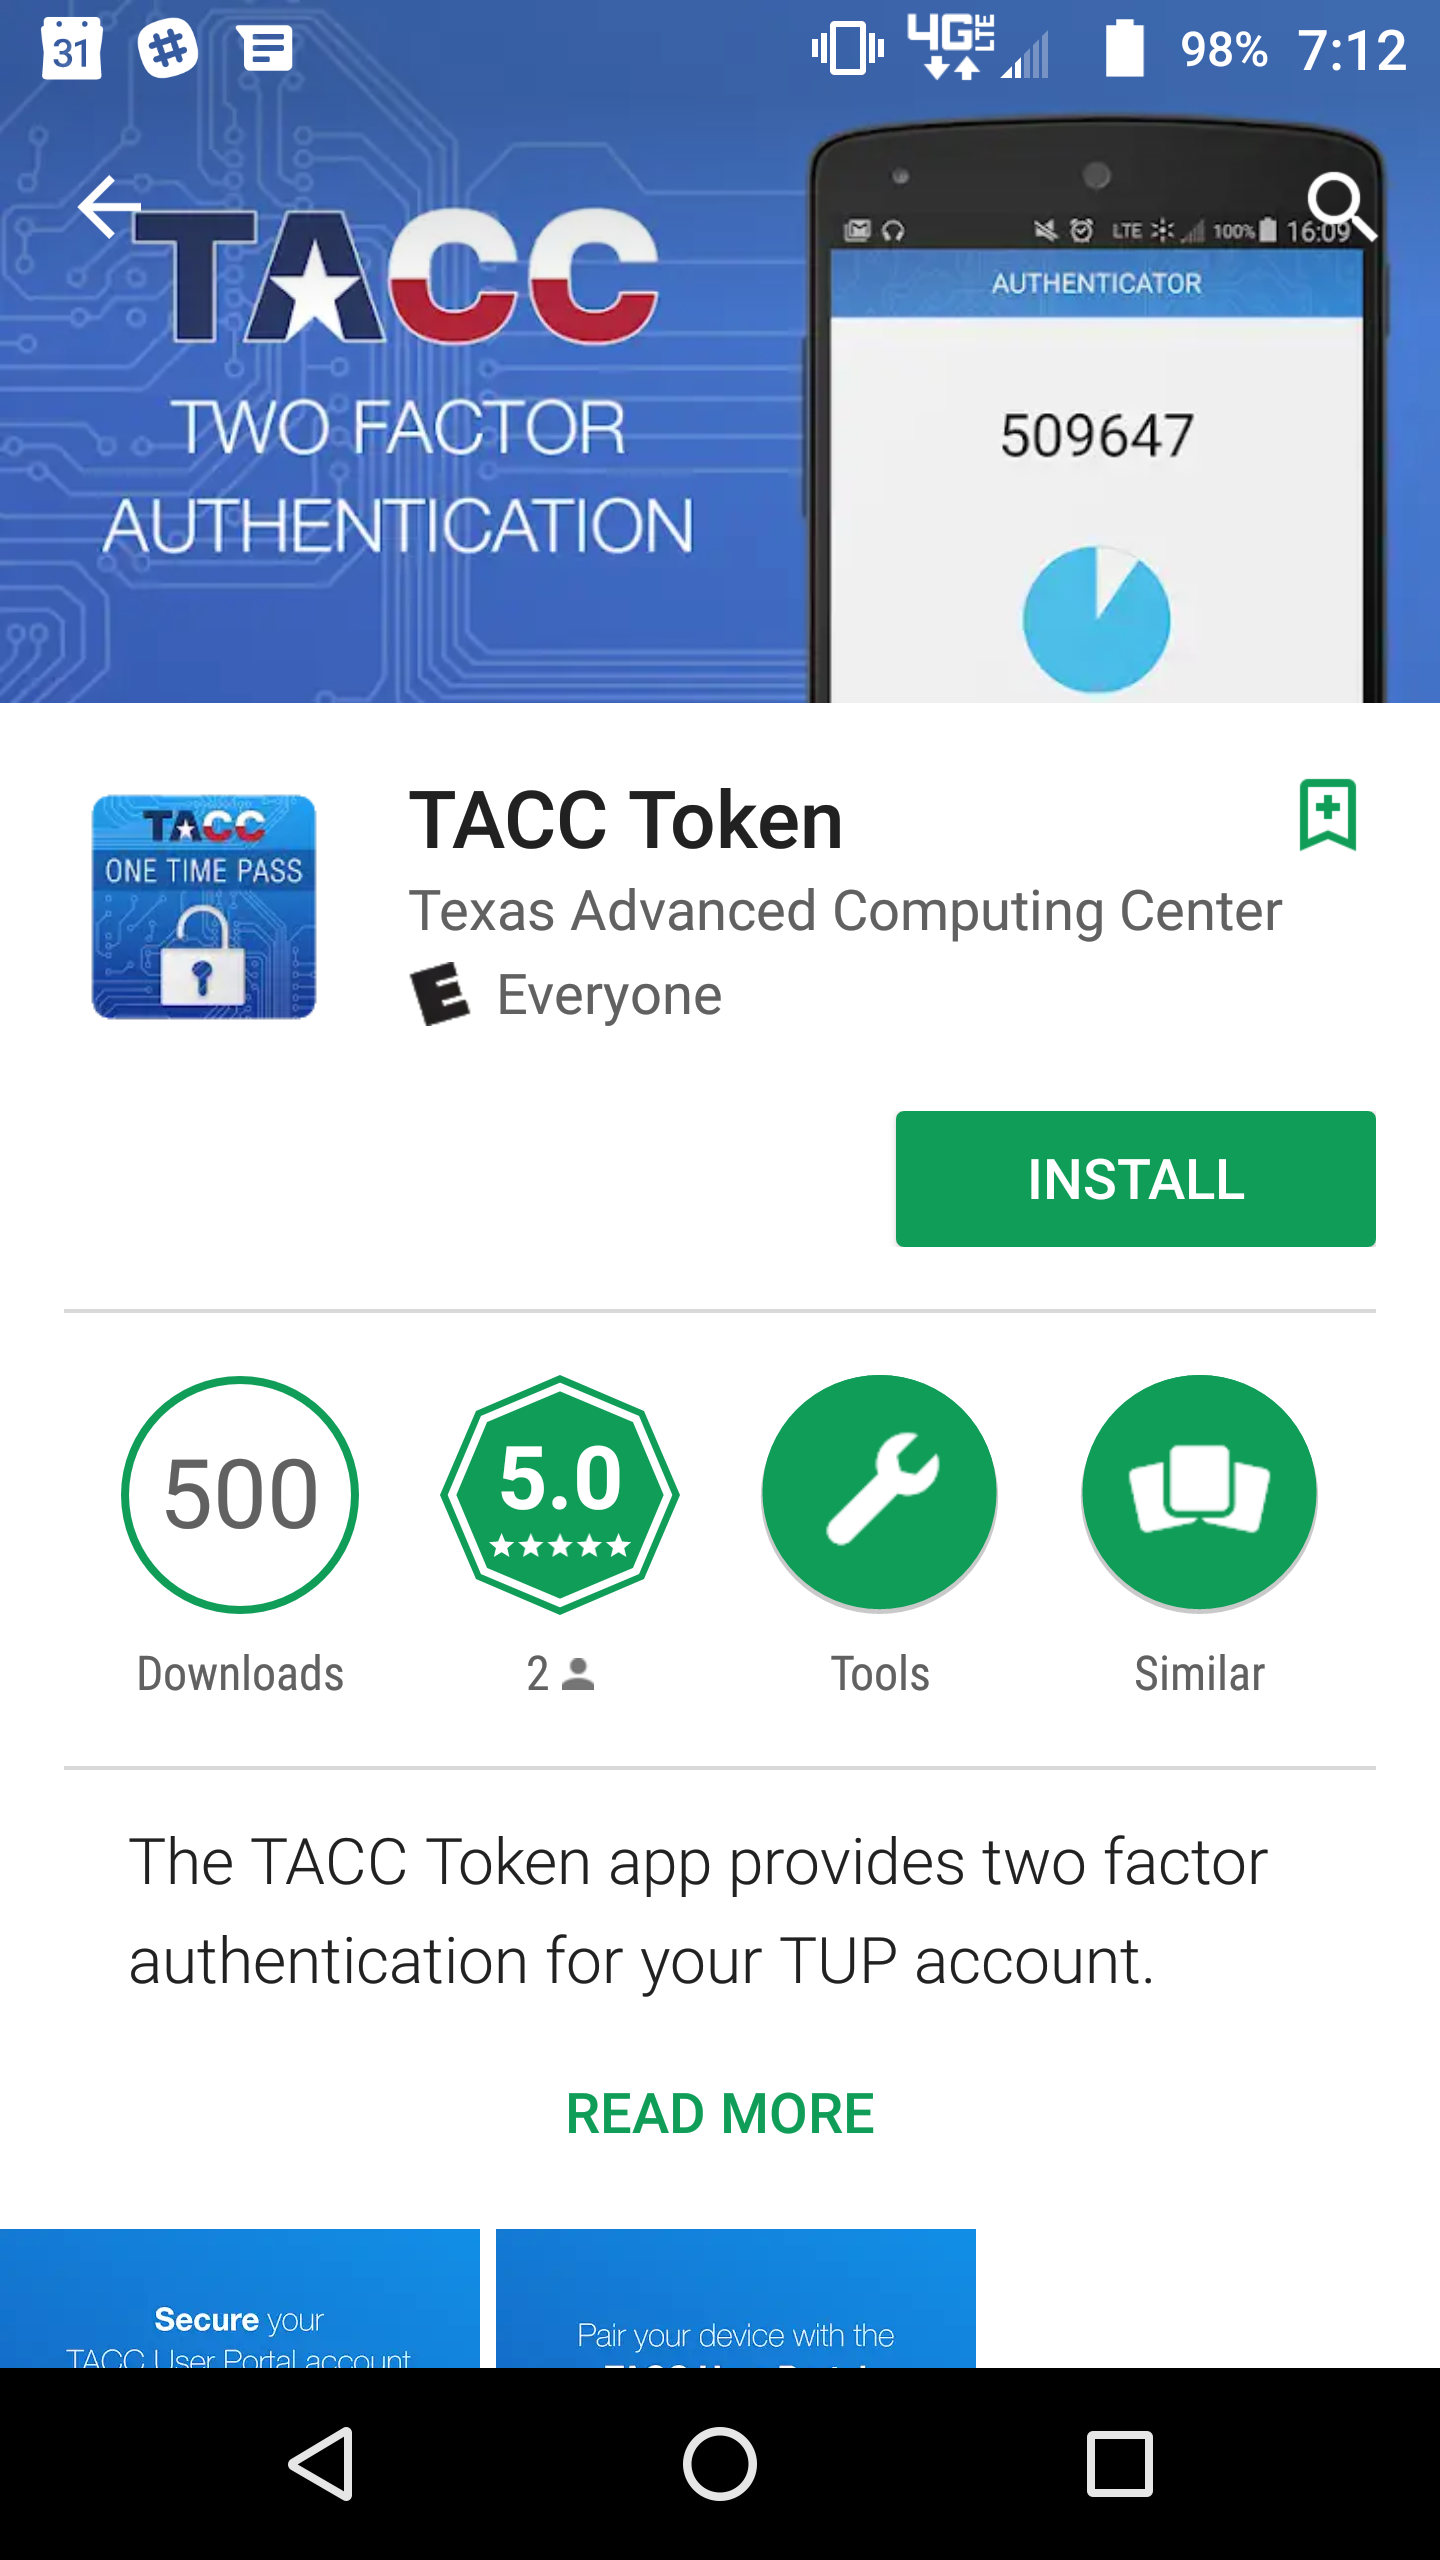 31 4G LTE 98% 7:12
LTE 100% 16:09
TACC
AUTHENTICATOR
TWO FACTOR
509647
AUTHENTICATION
TACC
ONE TIME PASS
TACC Token
Texas Advanced Computing Center
E Everyone
INSTALL
500
5.0
Downloads
2
Tools
Similar
The TACC Token app provides two factor
authentication for your TUP account.
READ MORE
Secure your
TACC User Portal account
Pair your device with the